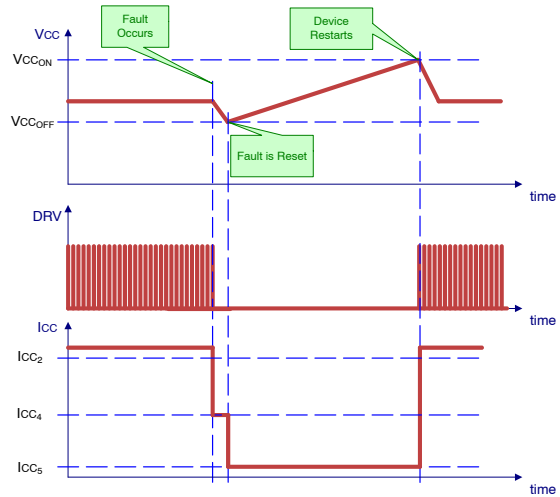 Fault
Occurs
Device
Restarts
VCC
VCCON
VCCOFF
Fault is Reset
time
DRV
time
ICC
ICC2
ICC4
ICC5
time